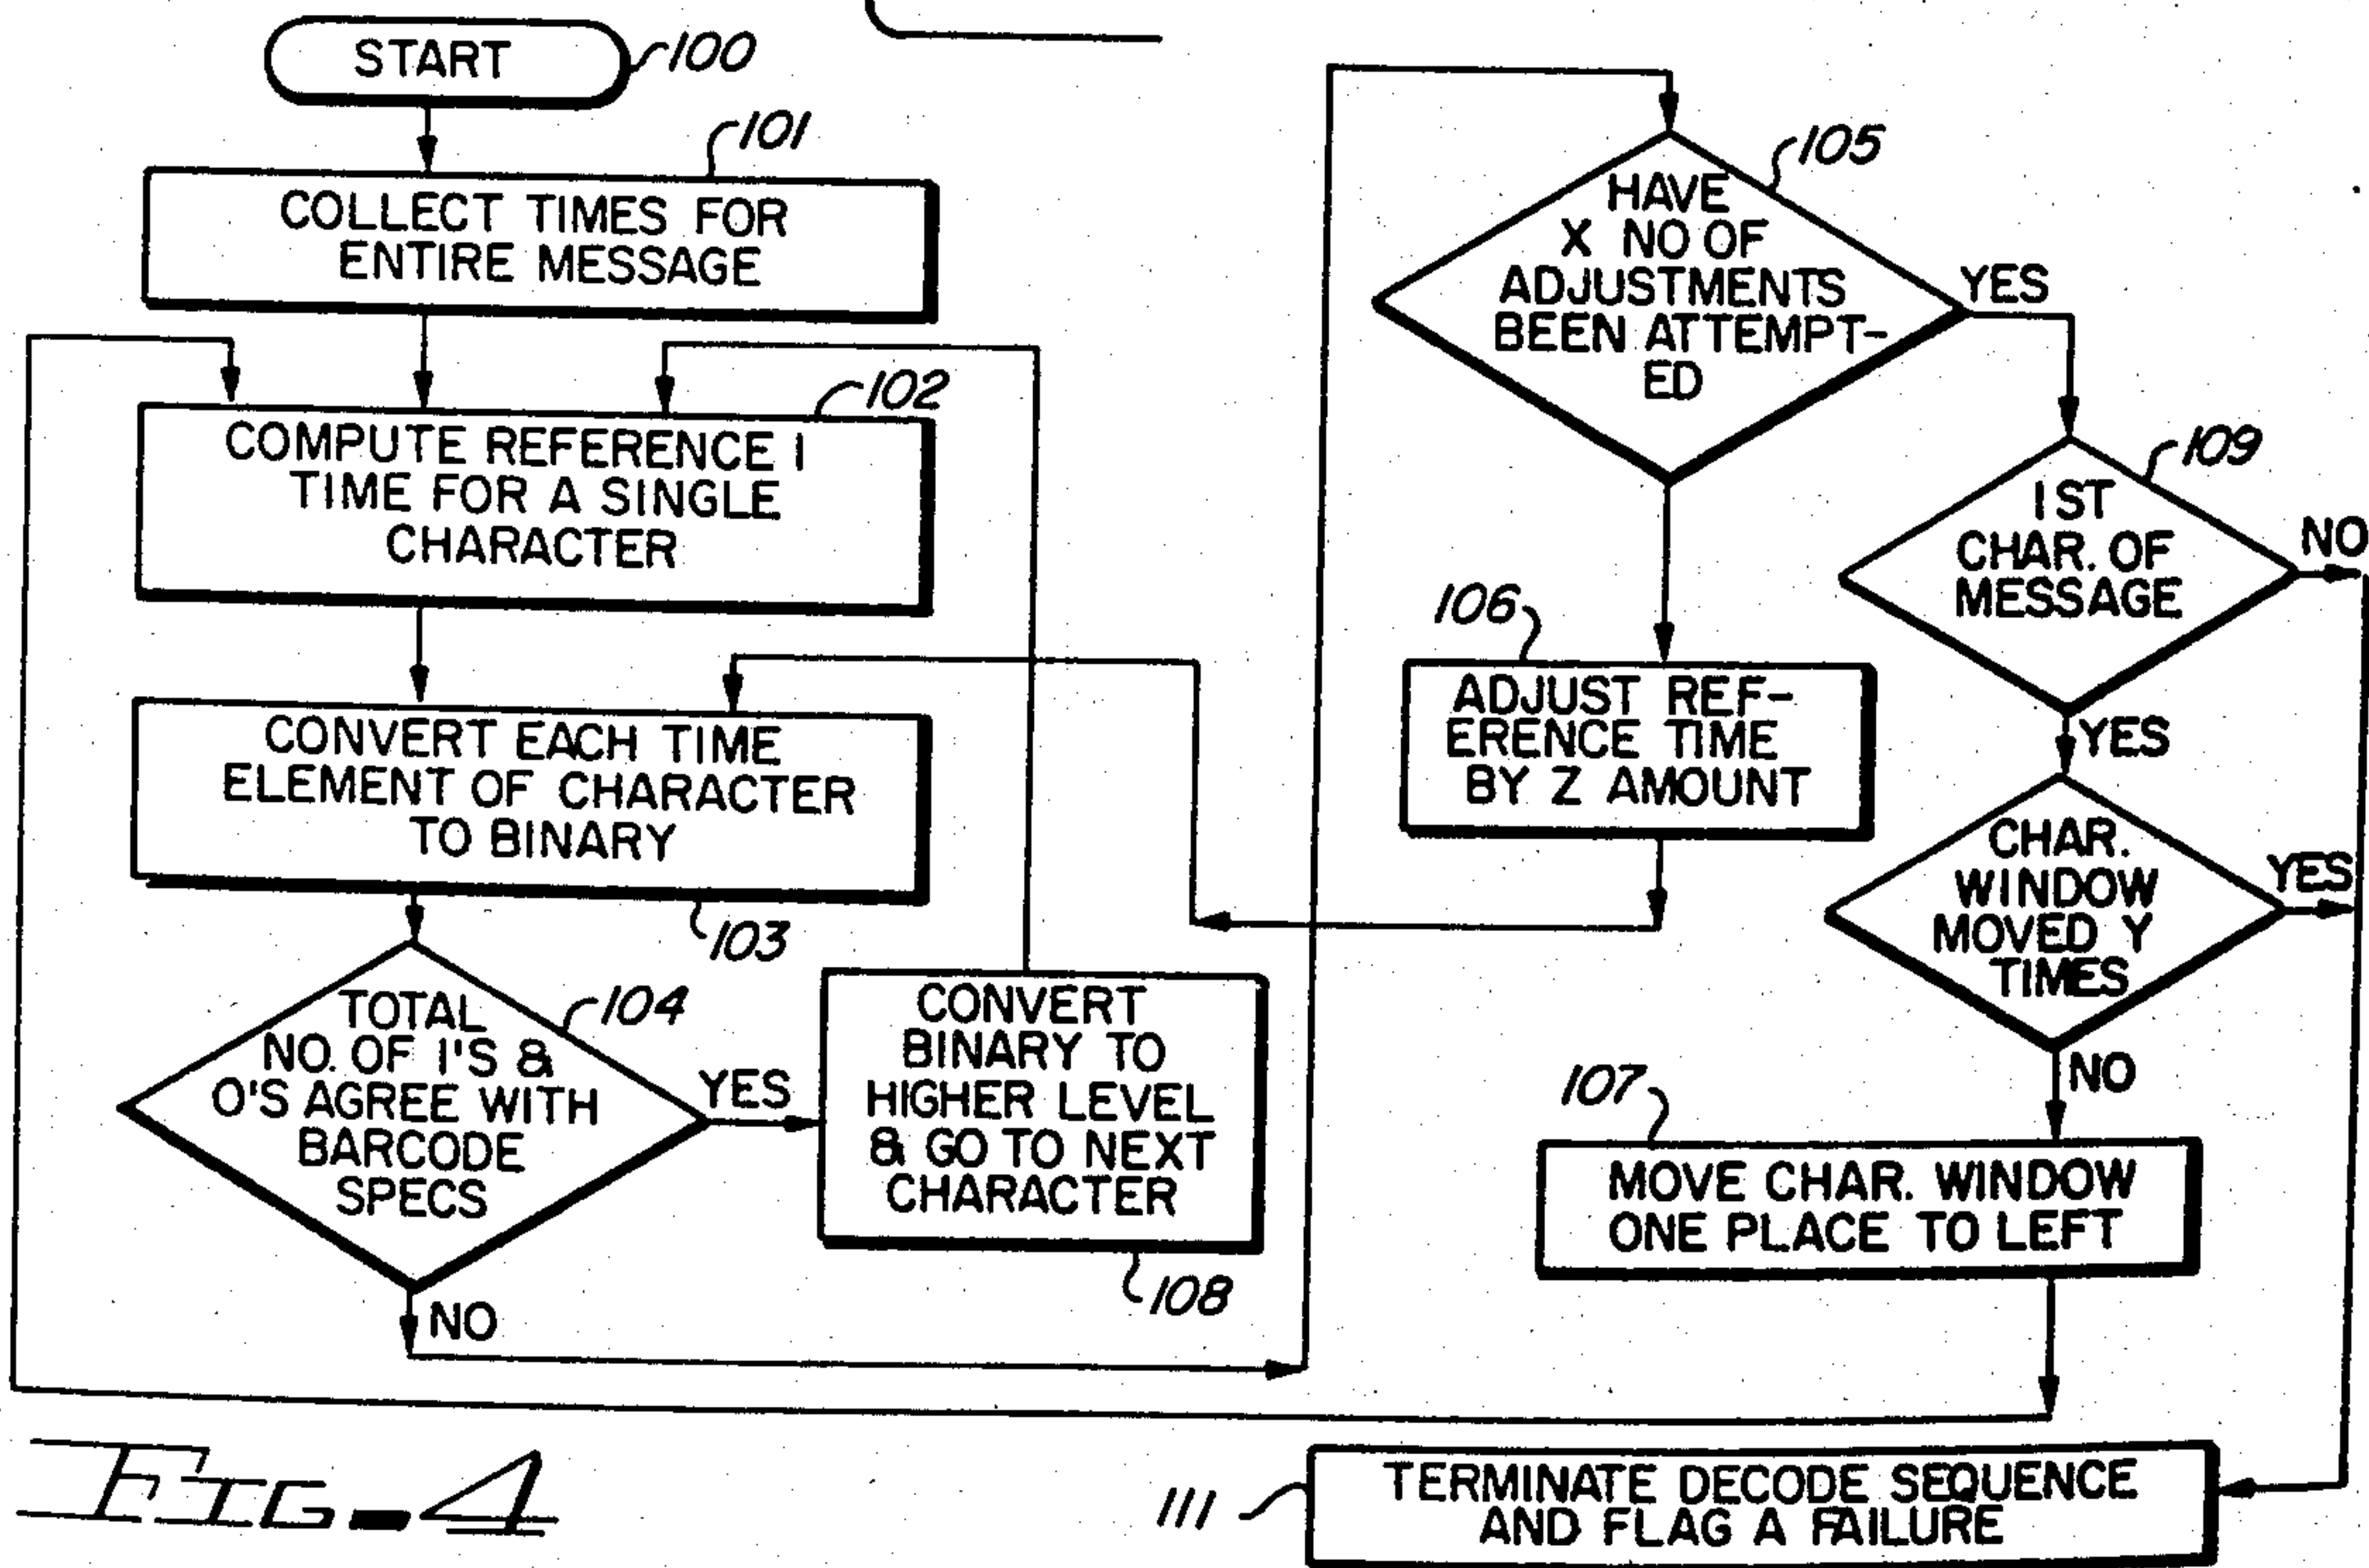 START
100
101
COLLECT TIMES FOR
ENTIRE MESSAGE
102
COMPUTE REFERENCE 1
TIME FOR A SINGLE
CHARACTER
CONVERT EACH TIME
ELEMENT OF CHARACTER
TO BINARY
103
104
TOTAL
NO. OF 1'S &
0'S AGREE WITH
BARCODE
SPECS
YES
NO
CONVERT
BINARY TO
HIGHER LEVEL
& GO TO NEXT
CHARACTER
108
105
HAVE
X NO OF
ADJUSTMENTS
BEEN ATTEMPT-
ED
YES
106
ADJUST REF-
ERENCE TIME
BY Z AMOUNT
109
1ST
CHAR. OF
MESSAGE
NO
YES
CHAR.
WINDOW
MOVED Y
TIMES
YES
NO
107
MOVE CHAR. WINDOW
ONE PLACE TO LEFT
111
TERMINATE DECODE SEQUENCE
AND FLAG A FAILURE
FIG-4